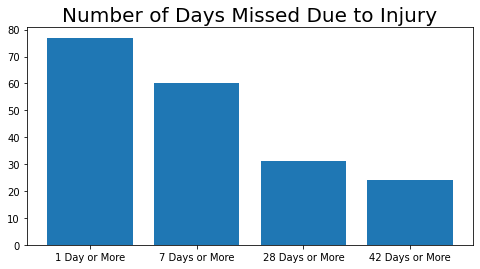 Number of Days Missed Due to Injury
80
70
60
50
40
30
20
10
0
1 Day or More
7 Days or More
28 Days or More
42 Days or More